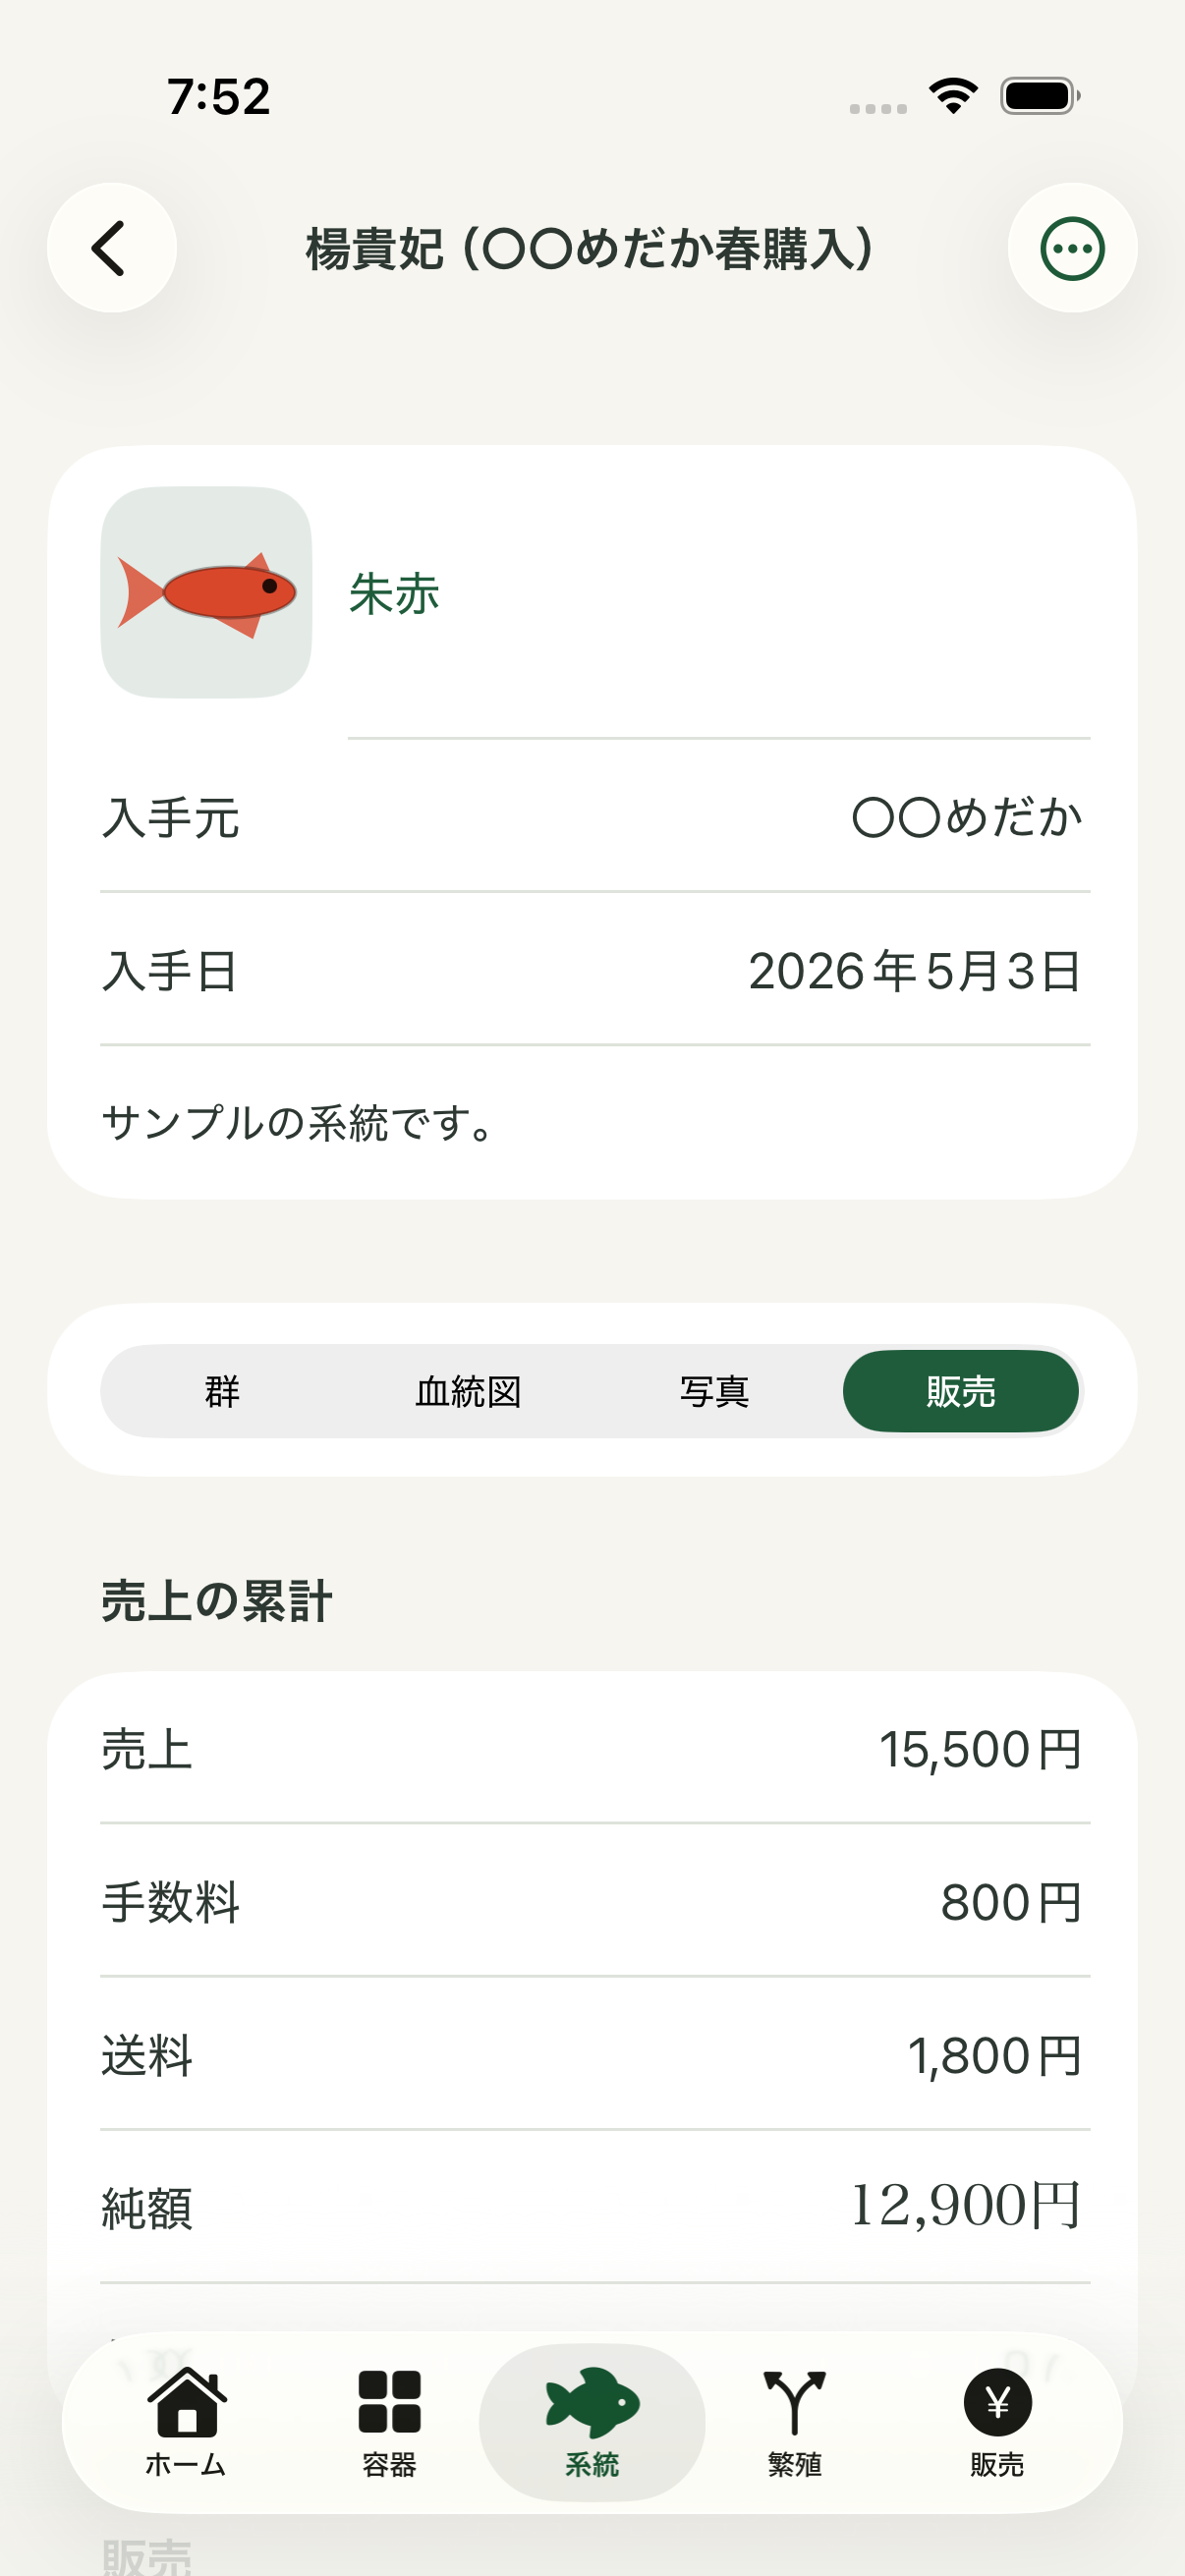 7:52
楊貴妃（〇〇めだか春購入）
朱赤
入手元 〇〇めだか
入手日 2026年5月3日
サンプルの系統です。
群 血統図 写真 販売
売上の累計
売上 15,500円
手数料 800円
送料 1,800円
純額 12,900円
ホーム 容器 系統 繁殖 販売
販売